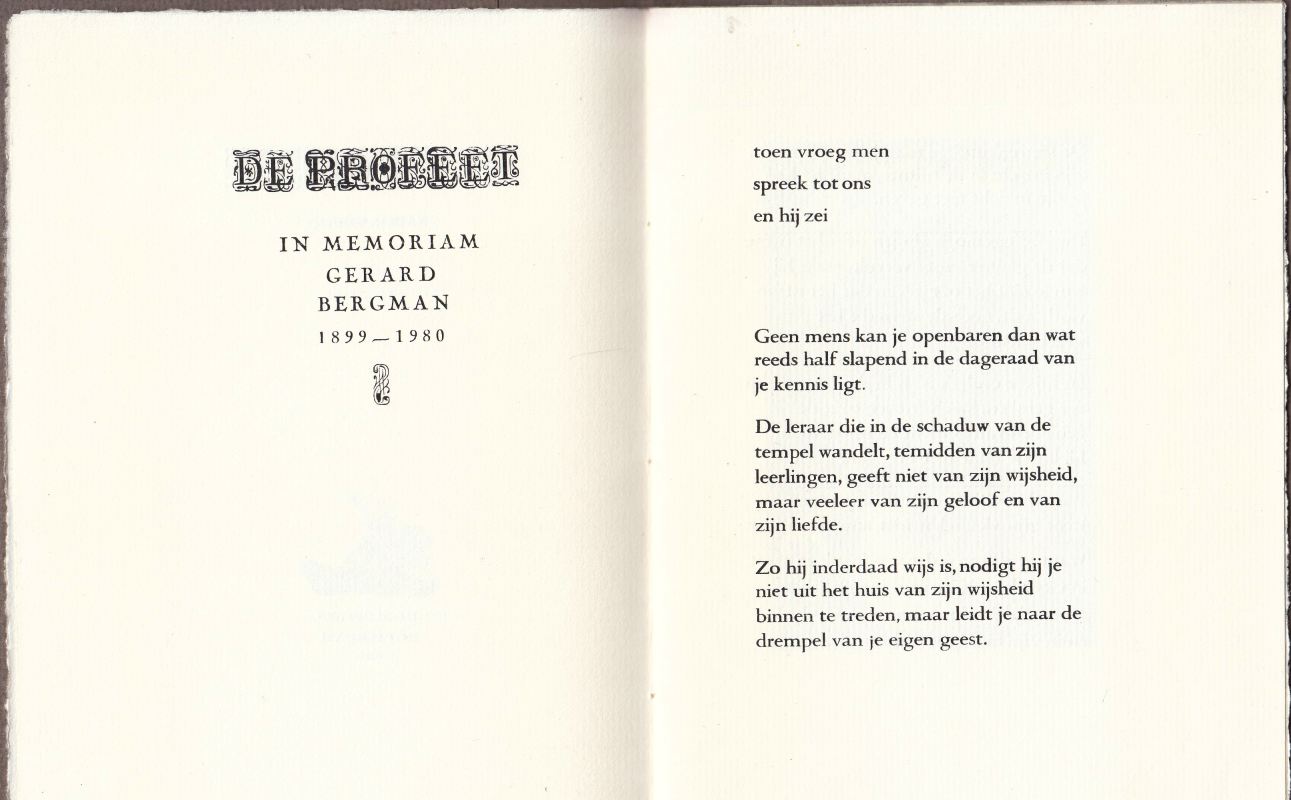 DE PROFEET
IN MEMORIAM
GERARD
BERGMAN
1899—1980
toen vroeg men
spreek tot ons
en hij zei
Geen mens kan je openbaren dan wat
reeds half slapend in de dageraad van
je kennis ligt.
De leraar die in de schaduw van de
tempel wandelt, temidden van zijn
leerlingen, geeft niet van zijn wijsheid,
maar veeleer van zijn geloof en van
zijn liefde.
Zo hij inderdaad wijs is, nodigt hij je
niet uit het huis van zijn wijsheid
binnen te treden, maar leidt je naar de
drempel van je eigen geest.